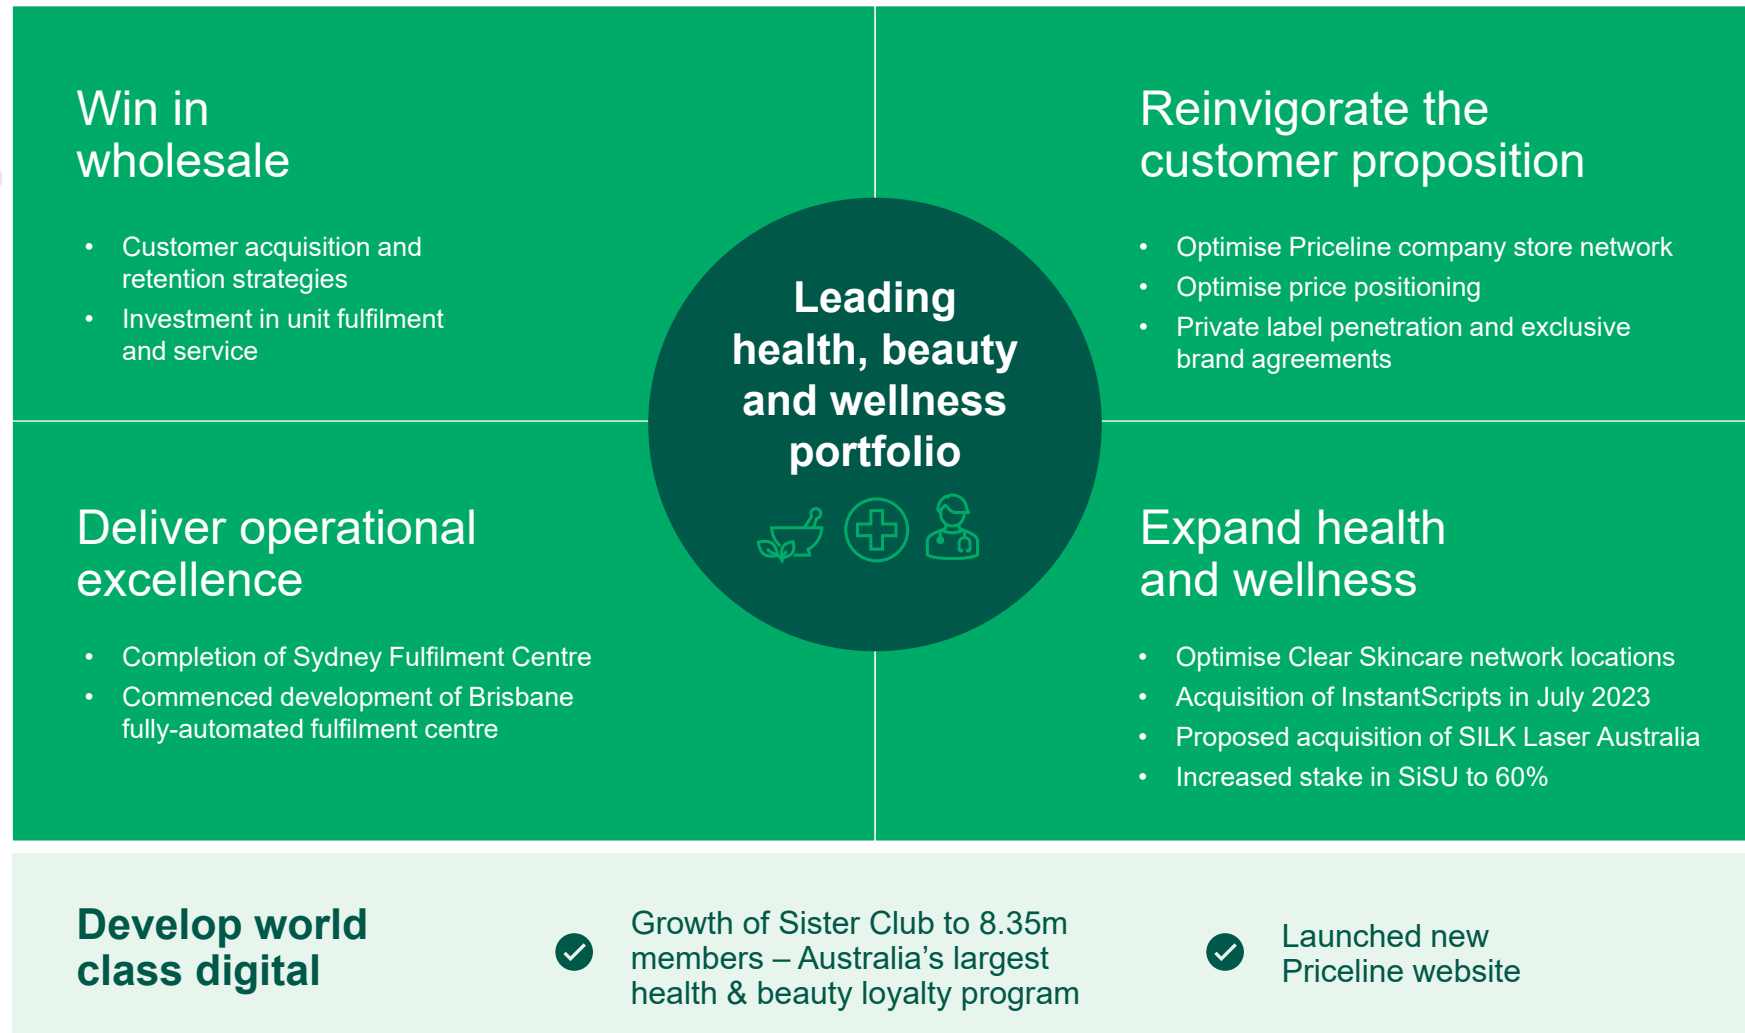 Win in
wholesale
• Customer acquisition and
retention strategies
• Investment in unit fulfilment
and service
Reinvigorate the
customer proposition
• Optimise Priceline company store network
• Optimise price positioning
• Private label penetration and exclusive
brand agreements
Leading
health, beauty
and wellness
portfolio
Deliver operational
excellence
• Completion of Sydney Fulfilment Centre
• Commenced development of Brisbane
fully-automated fulfilment centre
Expand health
and wellness
• Optimise Clear Skincare network locations
• Acquisition of InstantScripts in July 2023
• Proposed acquisition of SILK Laser Australia
• Increased stake in SiSU to 60%
Develop world
class digital
Growth of Sister Club to 8.35m
members – Australia’s largest
health & beauty loyalty program
Launched new
Priceline website